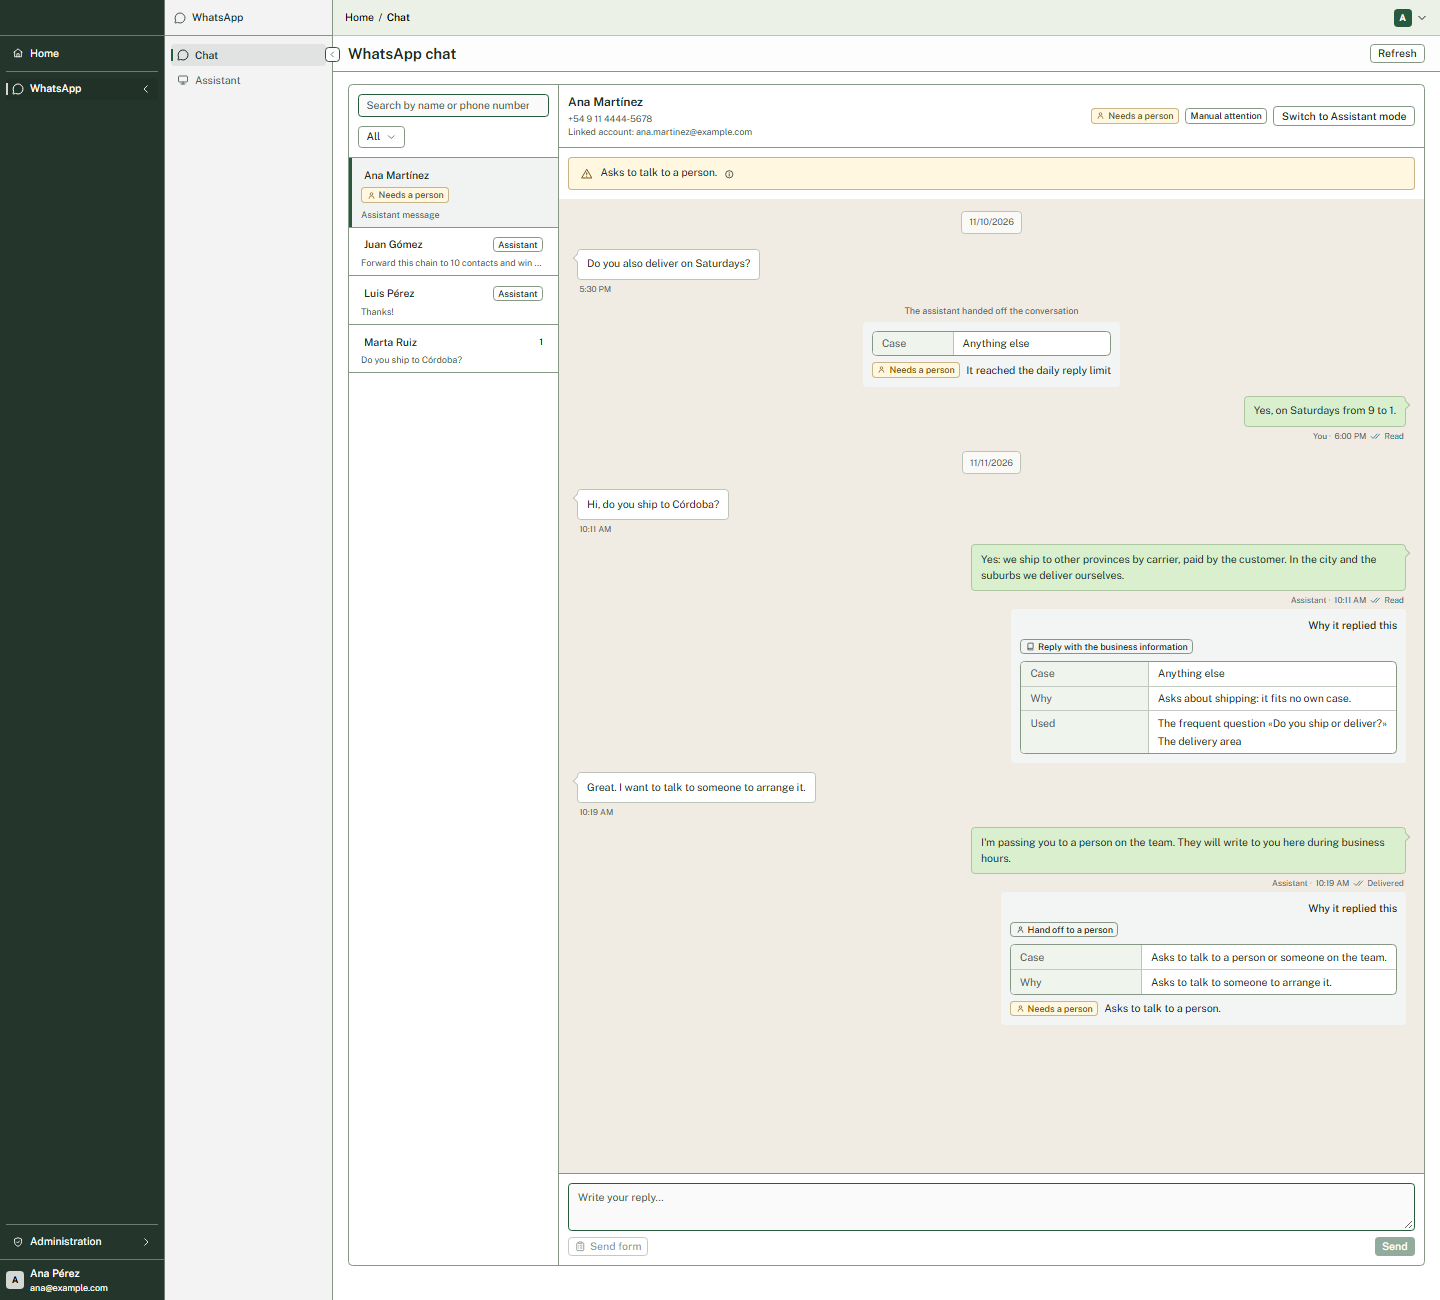 WhatsApp
Home / Chat
A
Home
WhatsApp
Chat
Assistant
WhatsApp chat
Refresh
Search by name or phone number
All
Ana Martínez
Needs a person
Assistant message
Juan Gómez
Assistant
Forward this chain to 10 contacts and win ...
Luis Pérez
Assistant
Thanks!
Marta Ruiz
1
Do you ship to Córdoba?
Ana Martínez
+54 9 11 4444-5678
Linked account: ana.martinez@example.com
Needs a person
Manual attention
Switch to Assistant mode
Asks to talk to a person.
11/10/2026
Do you also deliver on Saturdays?
5:30 PM
The assistant handed off the conversation
Case
Anything else
Needs a person
It reached the daily reply limit
Yes, on Saturdays from 9 to 1.
You · 6:00 PM Read
11/11/2026
Hi, do you ship to Córdoba?
10:11 AM
Yes: we ship to other provinces by carrier, paid by the customer. In the city and the
suburbs we deliver ourselves.
Assistant · 10:11 AM Read
Why it replied this
Reply with the business information
Case
Anything else
Why
Asks about shipping: it fits no own case.
Used
The frequent question «Do you ship or deliver?»
The delivery area
Great. I want to talk to someone to arrange it.
10:19 AM
I'm passing you to a person on the team. They will write to you here during business
hours.
Assistant · 10:19 AM Delivered
Why it replied this
Hand off to a person
Case
Asks to talk to a person or someone on the team.
Why
Asks to talk to someone to arrange it.
Needs a person
Asks to talk to a person.
Write your reply...
Send form
Send
Administration
A
Ana Pérez
ana@example.com